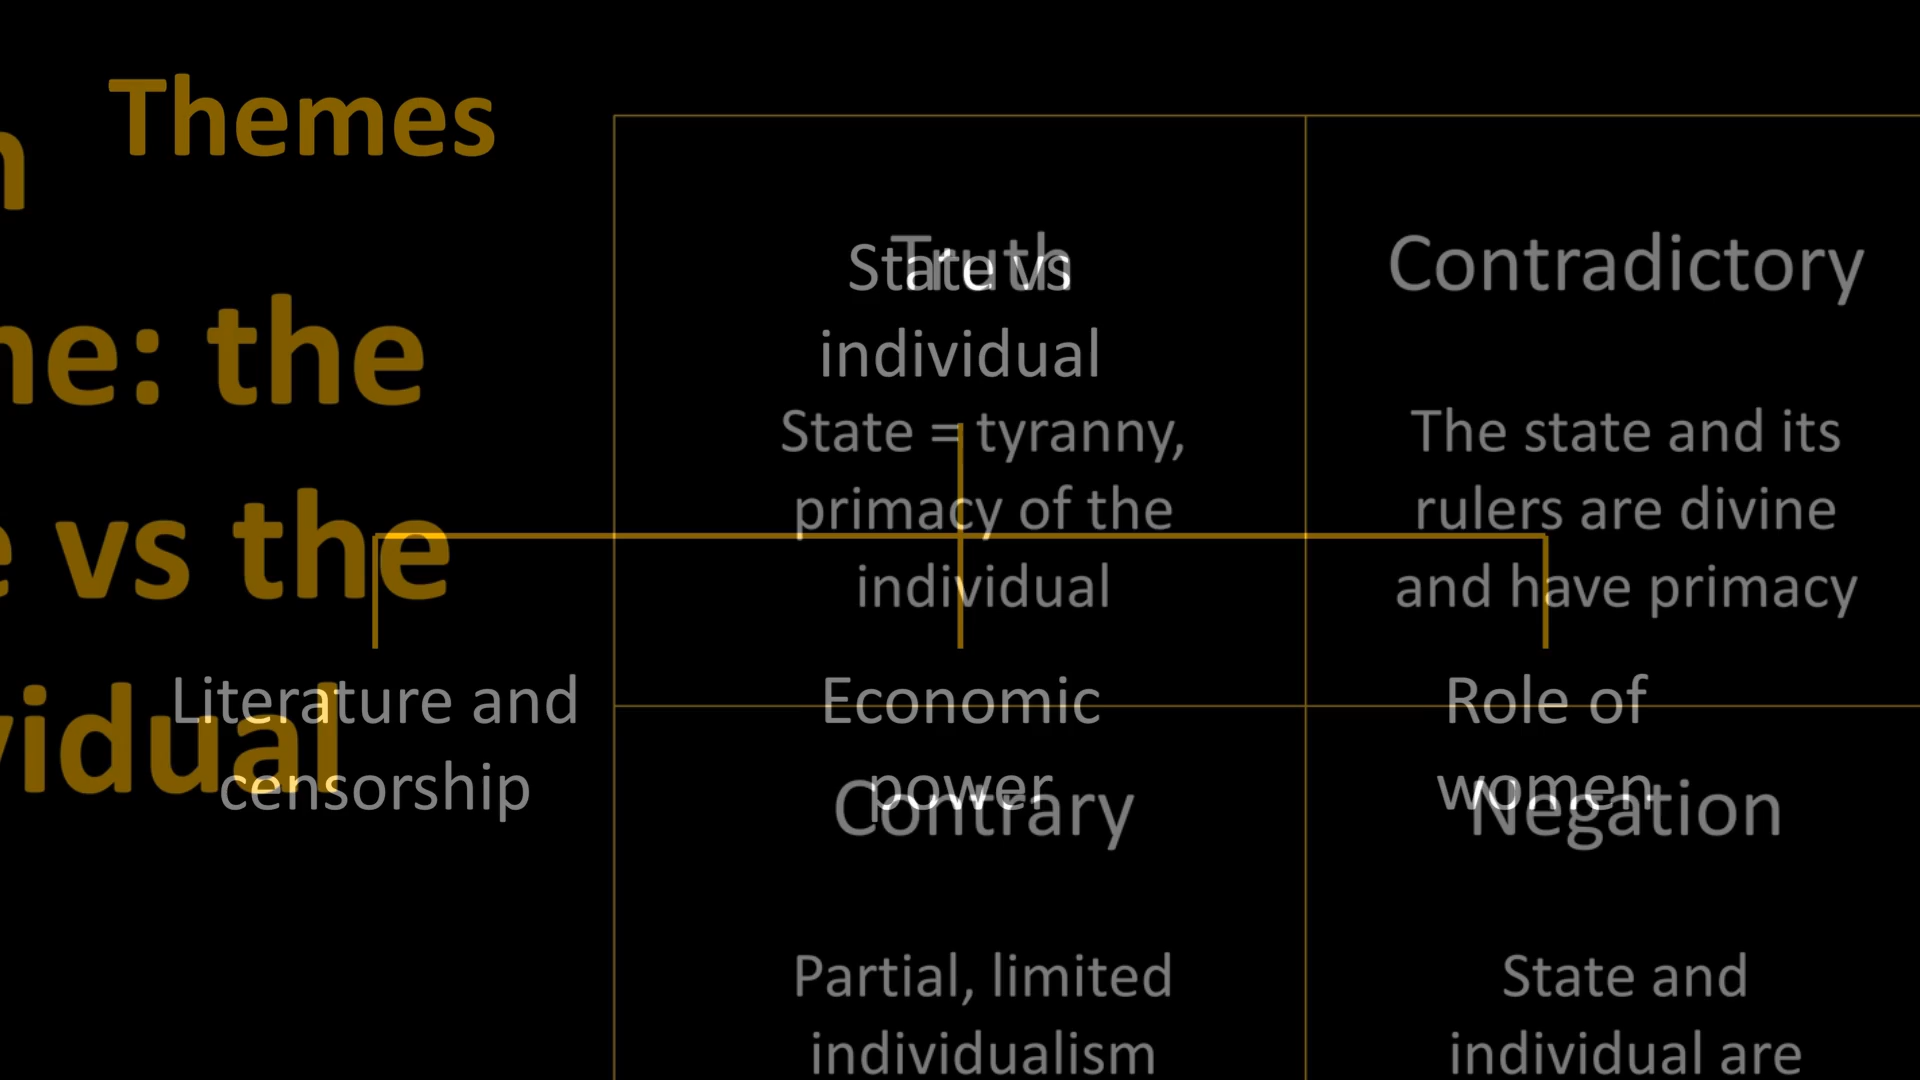 Themes
State vs
individual
Literature and
censorship
Economic
power
Role of
women
n
ne: the
e vs the
vidual
Truth
State = tyranny,
primacy of the
individual
Contradictory
The state and its
rulers are divine
and have primacy
Contrary
Partial, limited
individualism
Negation
State and
individual are